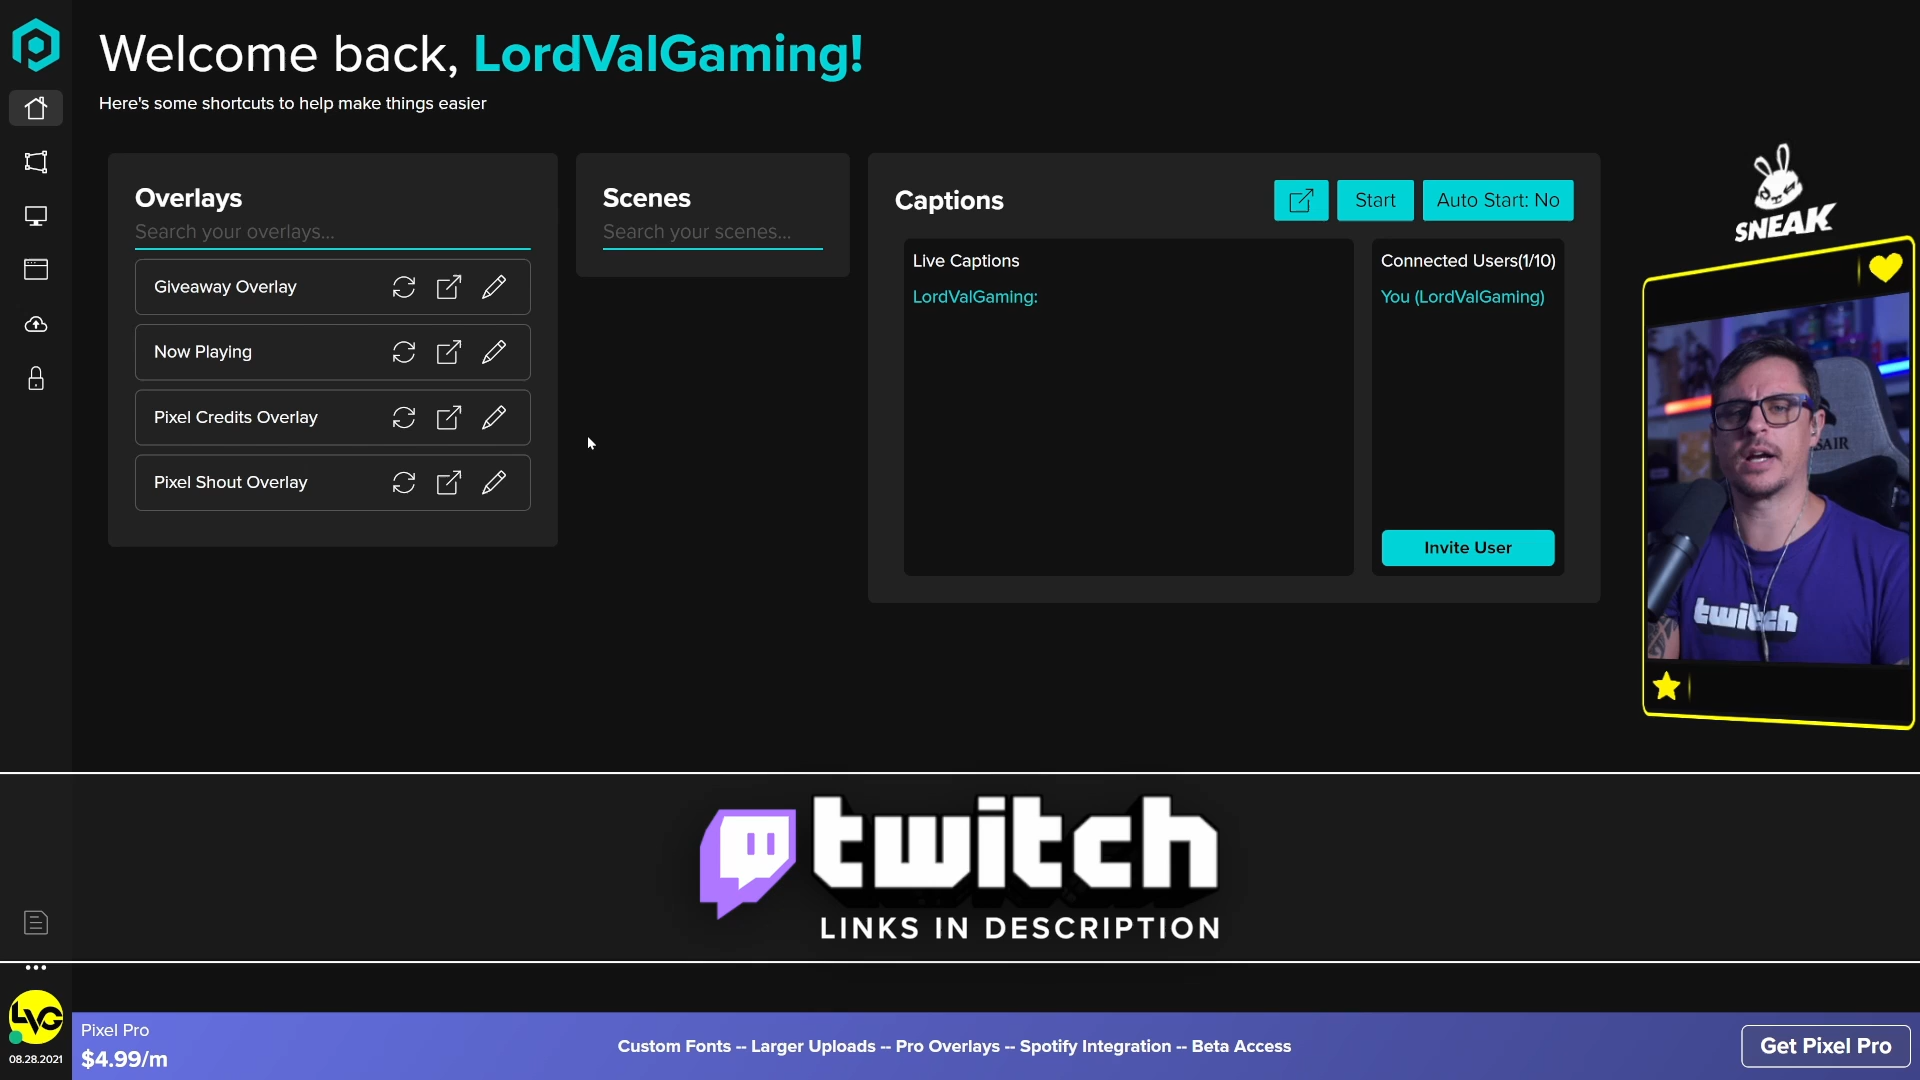 Welcome back, LordValGaming!
Here's some shortcuts to help make things easier
Overlays
Search your overlays...
Giveaway Overlay
Now Playing
Pixel Credits Overlay
Pixel Shout Overlay
Scenes
Search your scenes...
Captions
Start
Auto Start: No
Live Captions
LordValGaming:
Connected Users(1/10)
You (LordValGaming)
Invite User
SNEAK
twitch
twitch
LINKS IN DESCRIPTION
LVG
08.28.2021
Pixel Pro
$4.99/m
Custom Fonts -- Larger Uploads -- Pro Overlays -- Spotify Integration -- Beta Access
Get Pixel Pro